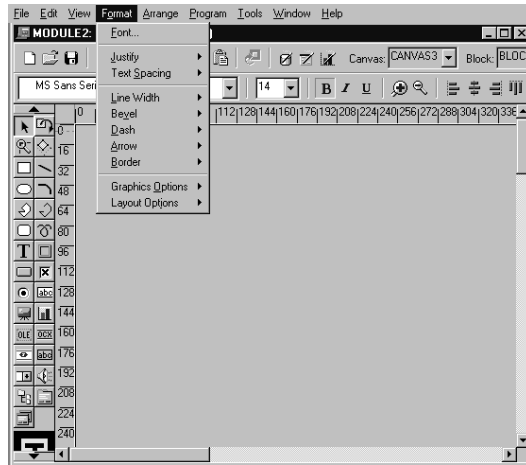 File Edit View Format Arrange Program Tools Window Help
MODULE2: )
Canvas: CANVAS3 Block: BLOC
MS Sans Seri 14 B I U
0 112 128 144 160 176 192 208 224 240 256 272 288 304 320 336
Font...
Justify
Text Spacing
Line Width
Bevel
Dash
Arrow
Border
Graphics Options
Layout Options
0
16
32
48
64
80
T 96
112
abc 128
144
OLE OCX 160
abc 176
192
208
224
240